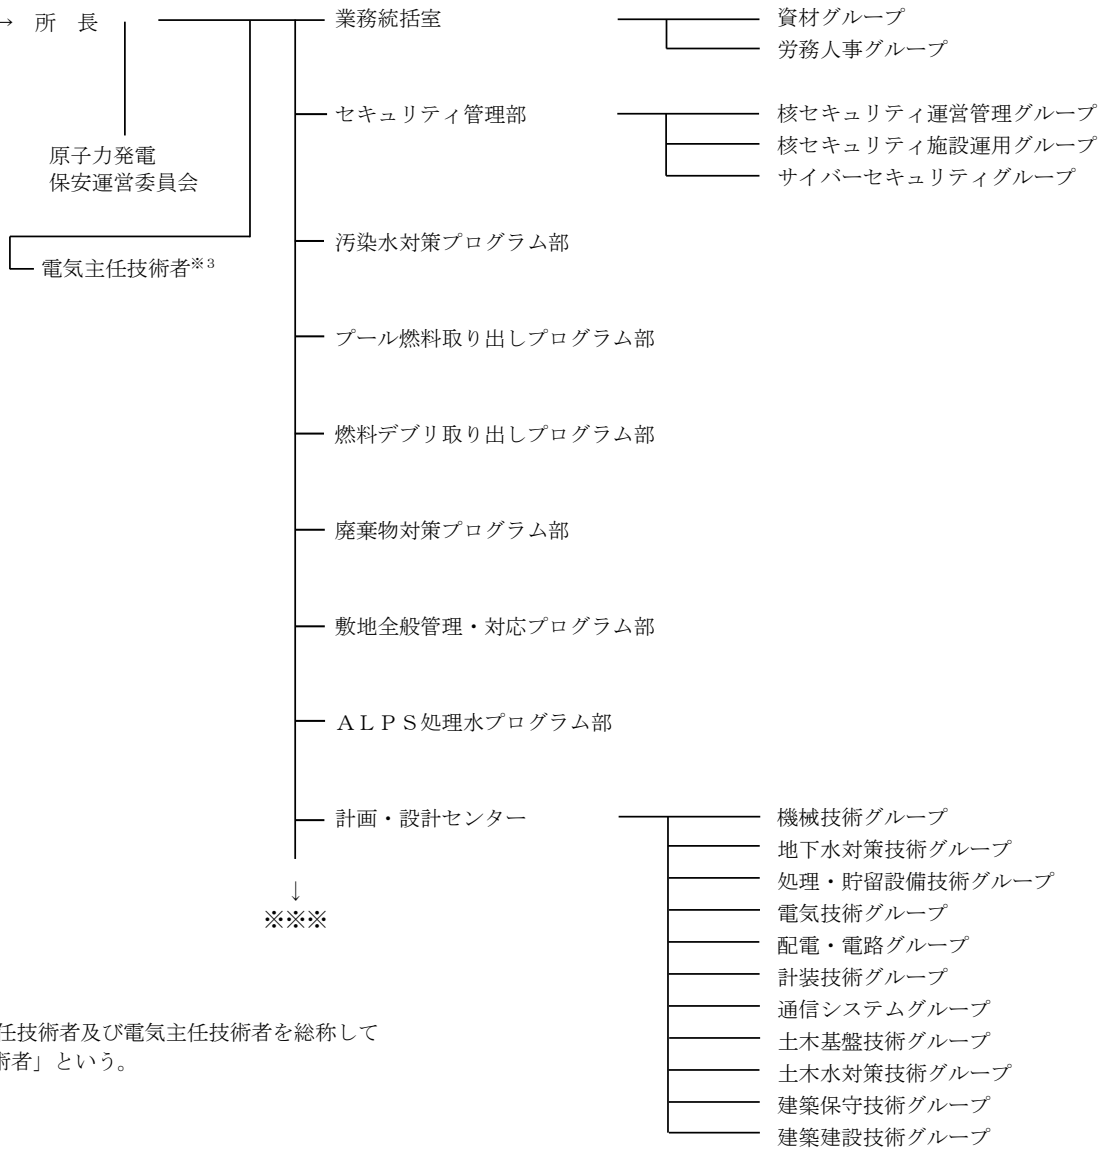 → 所 長
業務統括室
資材グループ
労務人事グループ
セキュリティ管理部
核セキュリティ運営管理グループ
核セキュリティ施設運用グループ
サイバーセキュリティグループ
原子力発電
保安運営委員会
電気主任技術者※3
汚染水対策プログラム部
プール燃料取り出しプログラム部
燃料デブリ取り出しプログラム部
廃棄物対策プログラム部
敷地全般管理・対応プログラム部
ＡＬＰＳ処理水プログラム部
計画・設計センター
機械技術グループ
地下水対策技術グループ
処理・貯留設備技術グループ
電気技術グループ
配電・電路グループ
計装技術グループ
通信システムグループ
土木基盤技術グループ
土木水対策技術グループ
建築保守技術グループ
建築建設技術グループ
↓
※※※
任技術者及び電気主任技術者を総称して
術者」という。